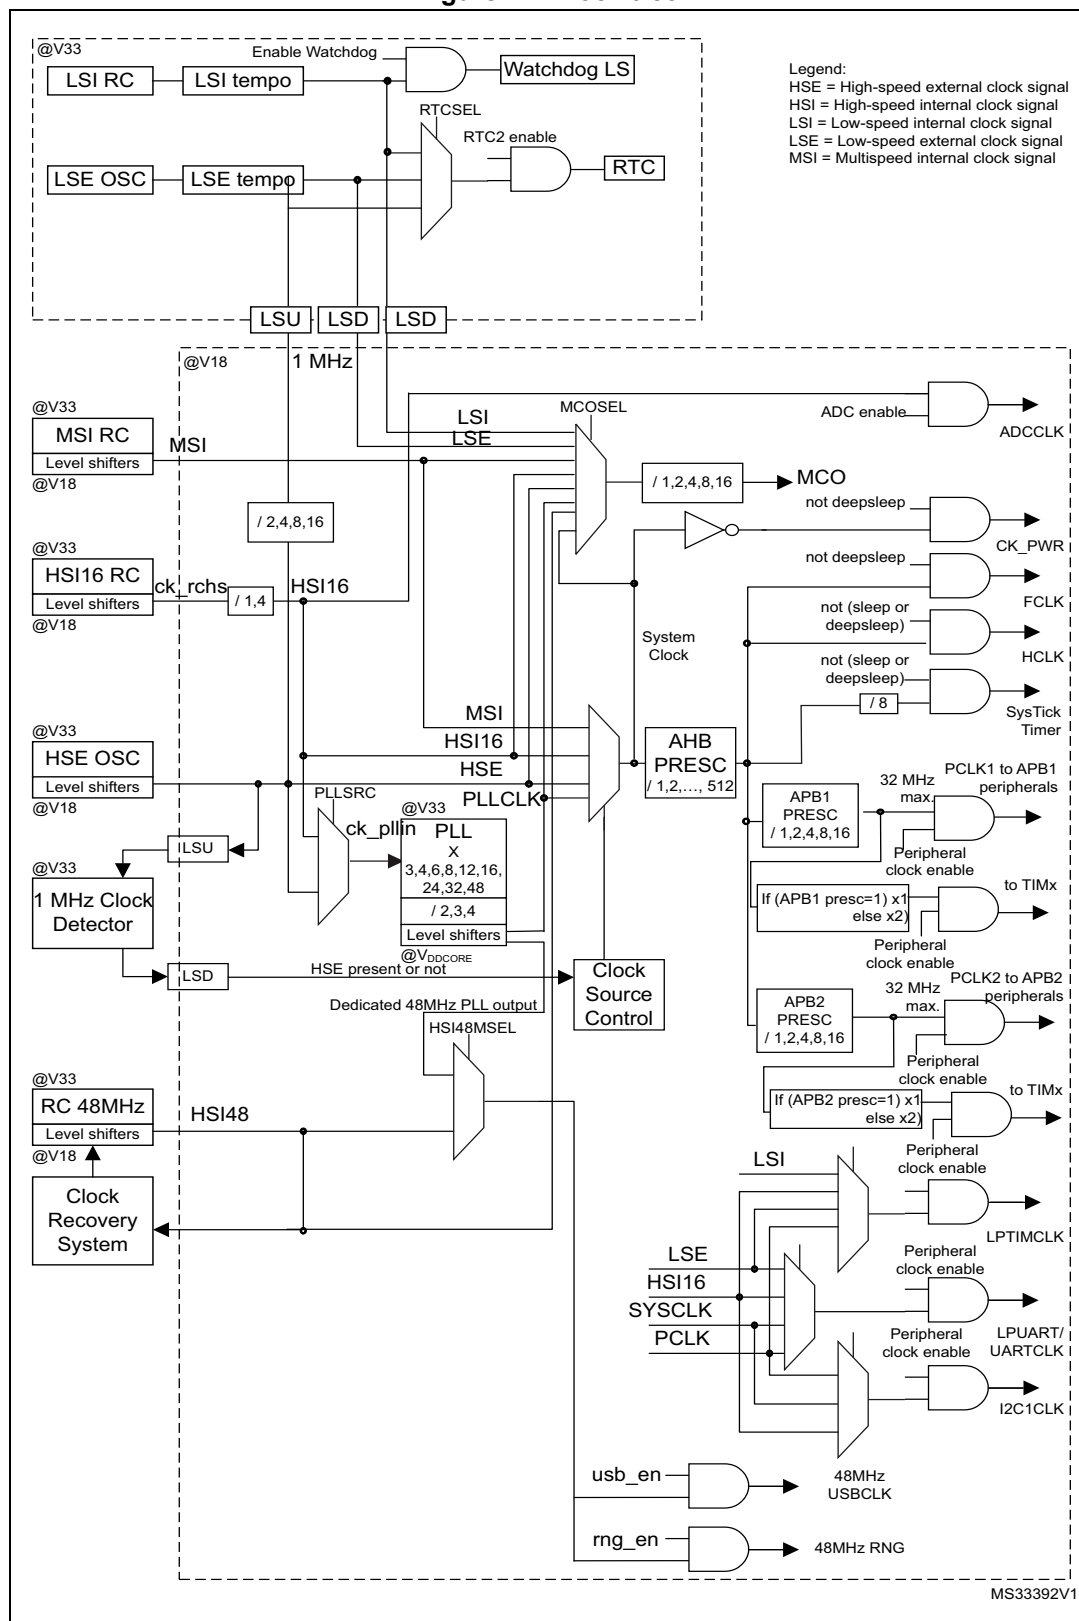 @V33
Enable Watchdog
LSI RC
LSI tempo
Watchdog LS
Legend:
HSE = High-speed external clock signal
HSI = High-speed internal clock signal
LSI = Low-speed internal clock signal
LSE = Low-speed external clock signal
MSI = Multispeed internal clock signal
RTCSEL
RTC2 enable
LSE OSC
LSE tempo
RTC
LSU
LSD
LSD
@V18
1 MHz
@V33
MSI RC
Level shifters
@V18
MSI
LSI
LSE
MCOSEL
ADC enable
ADCCLK
/ 1,2,4,8,16
MCO
/ 2,4,8,16
not deepsleep
CK_PWR
@V33
HSI16 RC
Level shifters
@V18
ck_rchs
/ 1,4
HSI16
not deepsleep
FCLK
not (sleep or
deepsleep)
HCLK
System
Clock
not (sleep or
deepsleep)
/ 8
SysTick
Timer
@V33
HSE OSC
Level shifters
@V18
MSI
HSI16
HSE
PLLCLK
AHB
PRESC
/ 1,2,..., 512
PLLSRC
ck_pllin
@V33
PLL
X
3,4,6,8,12,16,
24,32,48
/ 2,3,4
Level shifters
@VDDCORE
APB1
PRESC
/ 1,2,4,8,16
32 MHz
max.
PCLK1 to APB1
peripherals
Peripheral
clock enable
LSU
1 MHz Clock
Detector
LSD
HSE present or not
Clock
Source
Control
If (APB1 presc=1) x1
else x2)
to TIMx
Peripheral
clock enable
Dedicated 48MHz PLL output
HSI48MSEL
APB2
PRESC
/ 1,2,4,8,16
32 MHz
max.
PCLK2 to APB2
peripherals
Peripheral
clock enable
If (APB2 presc=1) x1
else x2)
to TIMx
Peripheral
clock enable
@V33
RC 48MHz
Level shifters
@V18
HSI48
Clock
Recovery
System
LSI
LPTIMCLK
LSE
HSI16
SYSCLK
PCLK
Peripheral
clock enable
LPUART/
UARTCLK
Peripheral
clock enable
I2C1CLK
usb_en
48MHz
USBCLK
rng_en
48MHz RNG
MS33392V1